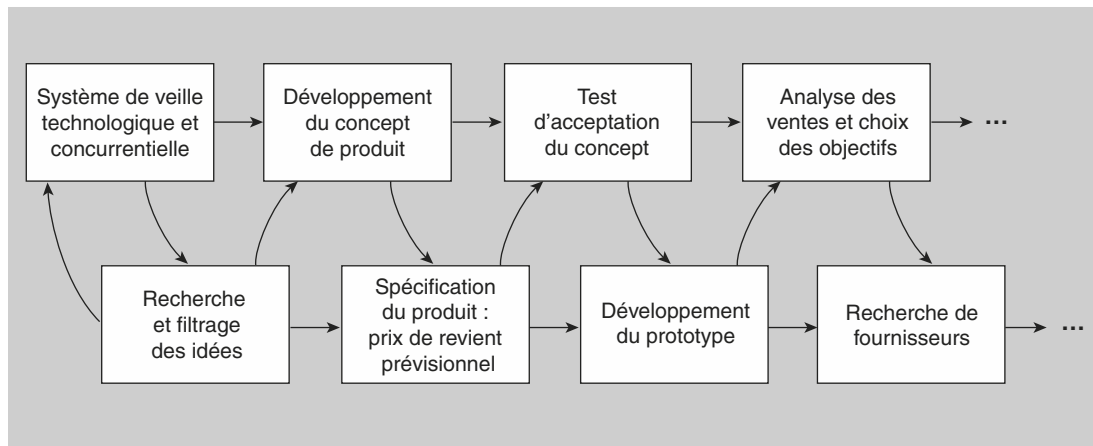 Système de veille
technologique et
concurrentielle
Développement
du concept
de produit
Test
d'acceptation
du concept
Analyse des
ventes et choix
des objectifs
...
Recherche
et filtrage
des idées
Spécification
du produit :
prix de revient
prévisionnel
Développement
du prototype
Recherche de
fournisseurs
...